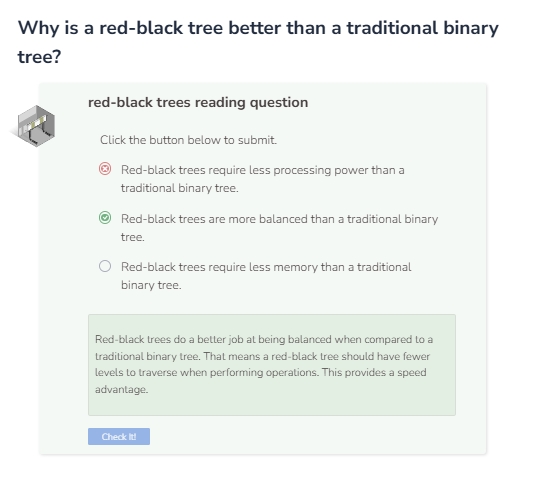 Why is a red-black tree better than a traditional binary
tree?
red-black trees reading question
Click the button below to submit.
Red-black trees require less processing power than a
traditional binary tree.
Red-black trees are more balanced than a traditional binary
tree.
Red-black trees require less memory than a traditional
binary tree.
Red-black trees do a better job at being balanced when compared to a
traditional binary tree. That means a red-black tree should have fewer
levels to traverse when performing operations. This provides a speed
advantage.
Check It!